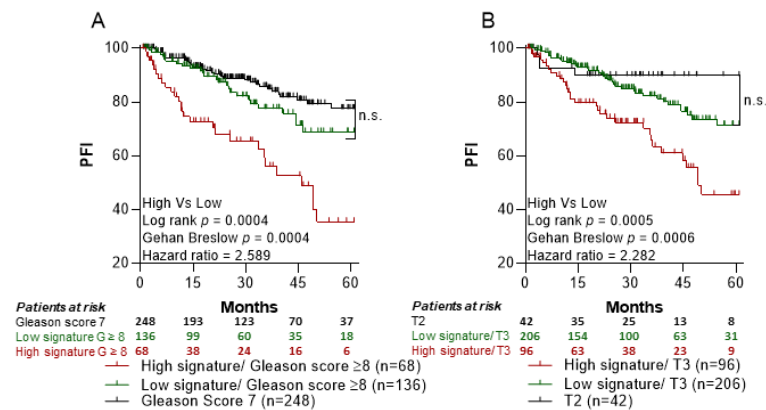 A
B
100
80
60
40
20
PFI
n.s.
High Vs Low
Log rank p = 0.0004
Gehan Breslow p = 0.0004
Hazard ratio = 2.589
0 15 30 45 60
Months
Patients at risk
Gleason score 7 248 193 123 70 37
Low signature G ≥ 8 136 99 60 35 18
High signature G ≥ 8 68 38 24 16 6
High signature/ Gleason score ≥8 (n=68)
Low signature/ Gleason score ≥8 (n=136)
Gleason Score 7 (n=248)
100
80
60
40
20
PFI
n.s.
High Vs Low
Log rank p = 0.0005
Gehan Breslow p = 0.0006
Hazard ratio = 2.282
0 15 30 45 60
Months
Patients at risk
T2 42 35 25 13 8
Low signature/ T3 206 154 100 63 31
High signature/ T3 96 63 38 23 9
High signature/ T3 (n=96)
Low signature/ T3 (n=206)
T2 (n=42)